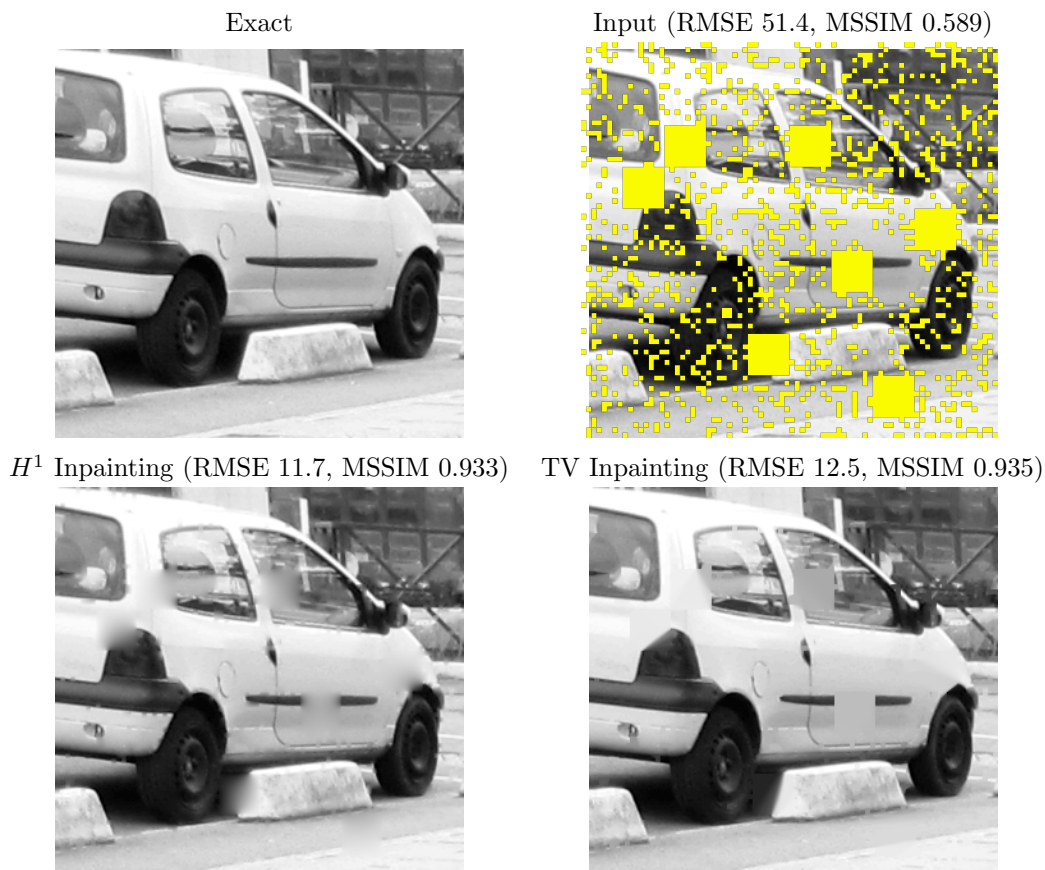 Exact
Input (RMSE 51.4, MSSIM 0.589)
H¹ Inpainting (RMSE 11.7, MSSIM 0.933)
TV Inpainting (RMSE 12.5, MSSIM 0.935)